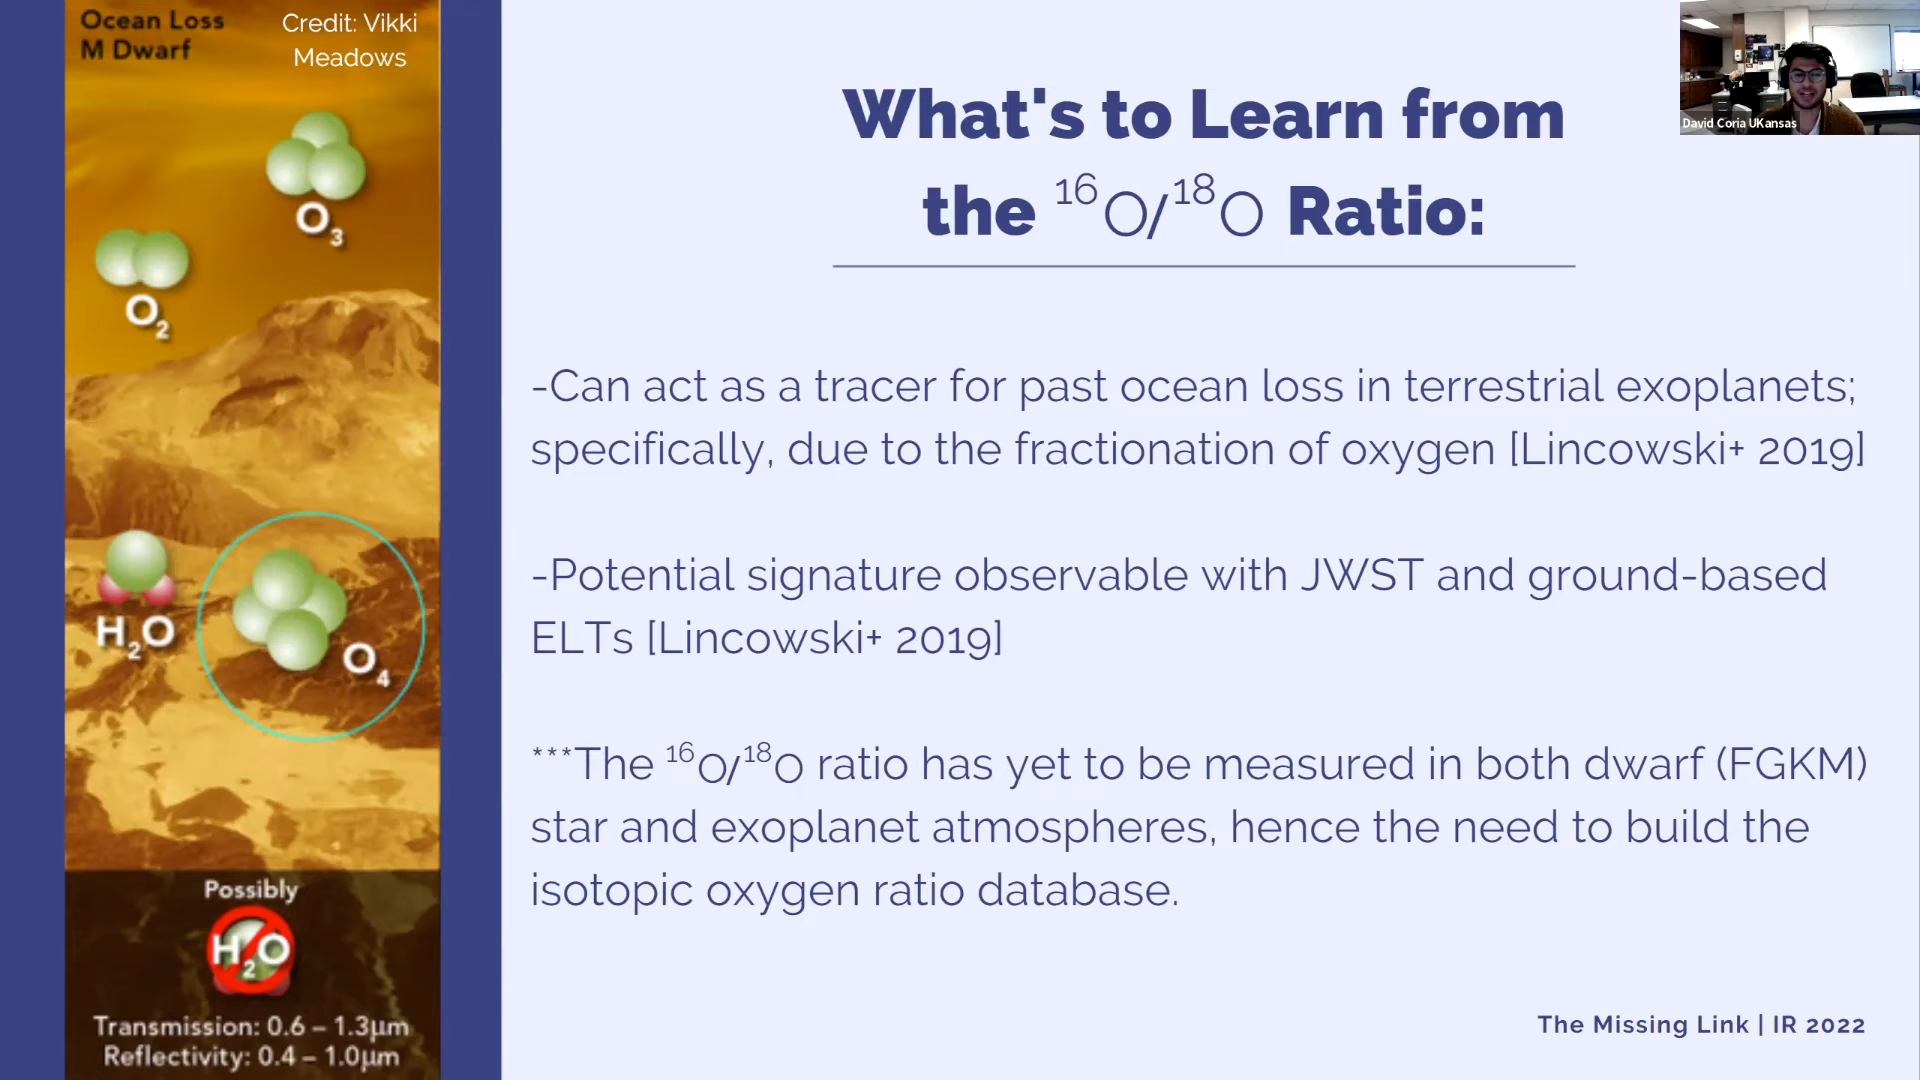 Ocean Loss
M Dwarf
Credit: Vikki
Meadows
O₃
O₂
H₂O
O₄
Possibly
H₂O
Transmission: 0.6 – 1.3µm
Reflectivity: 0.4 – 1.0µm
What's to Learn from
the ¹⁶O/¹⁸O Ratio:
-Can act as a tracer for past ocean loss in terrestrial exoplanets;
specifically, due to the fractionation of oxygen [Lincowski+ 2019]
-Potential signature observable with JWST and ground-based
ELTs [Lincowski+ 2019]
***The ¹⁶O/¹⁸O ratio has yet to be measured in both dwarf (FGKM)
star and exoplanet atmospheres, hence the need to build the
isotopic oxygen ratio database.
The Missing Link | IR 2022
David Coria UKansas